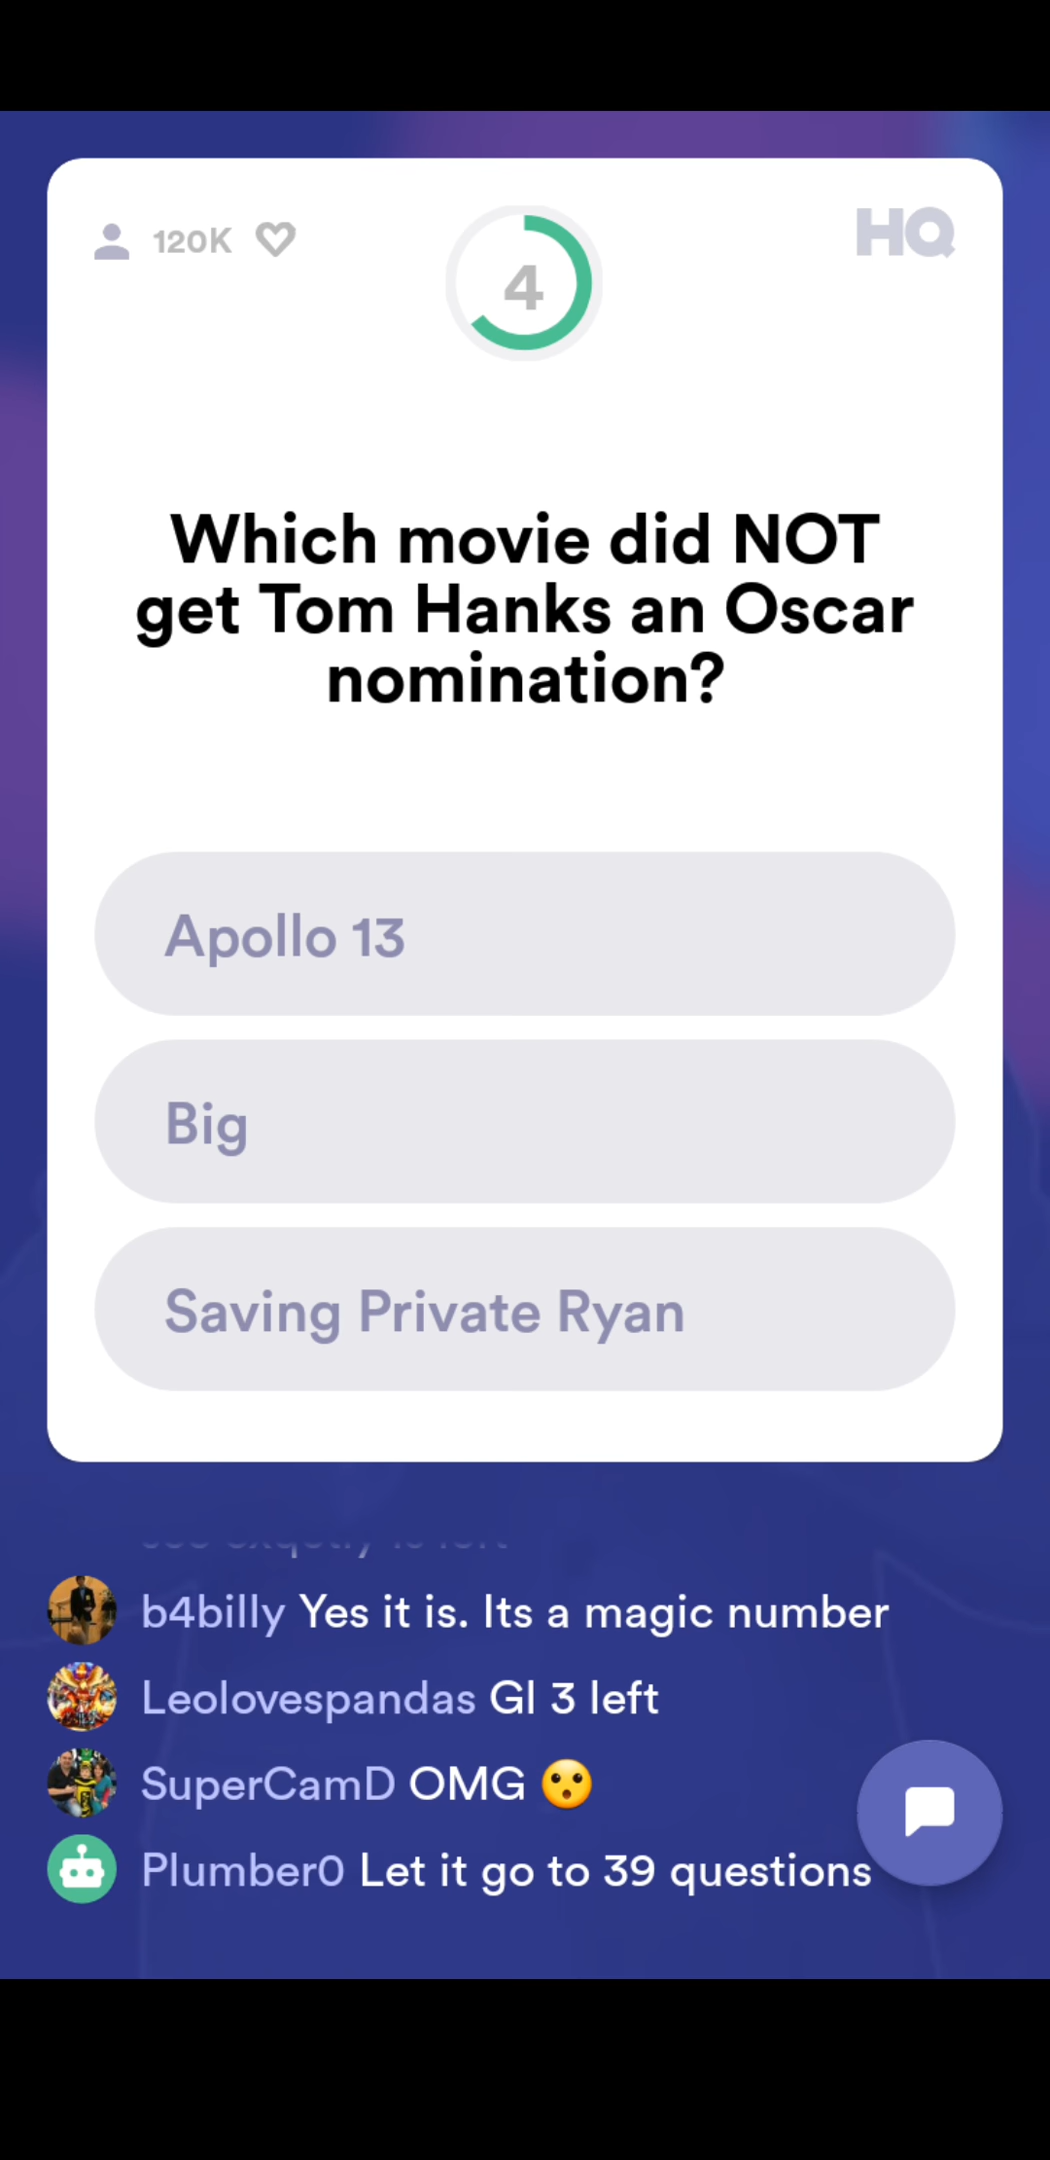 120K
4
HQ
Which movie did NOT
get Tom Hanks an Oscar
nomination?
Apollo 13
Big
Saving Private Ryan
b4billy Yes it is. Its a magic number
Leolovespandas Gl 3 left
SuperCamD OMG 😮
Plumber0 Let it go to 39 questions